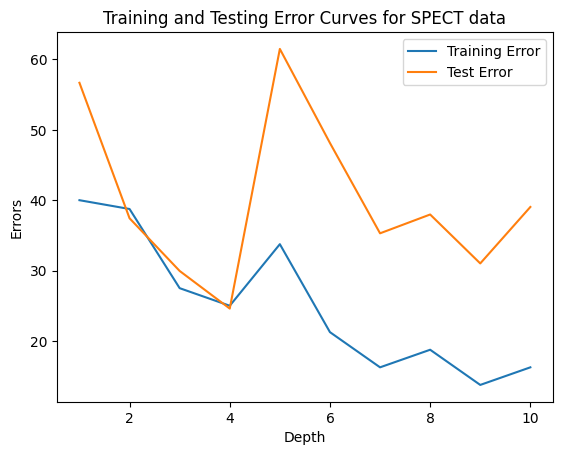 Training and Testing Error Curves for SPECT data
Training Error
Test Error
Errors
60
50
40
30
20
2
4
6
8
10
Depth